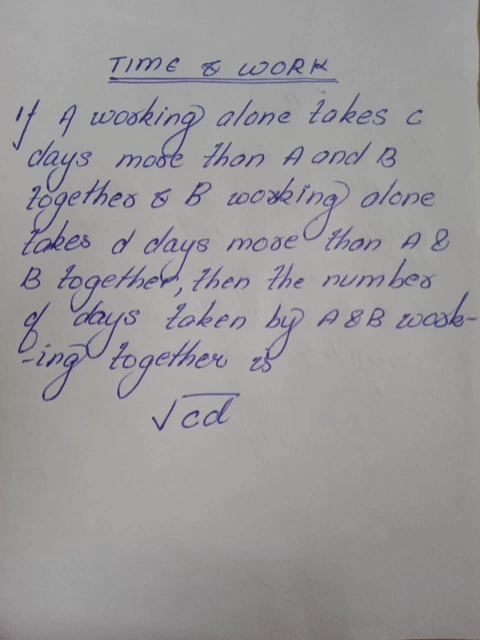 TIME & WORK
If A working alone takes c
days more than A and B
together & B working alone
takes d days more than A &
B together, then the number
of days taken by A & B work-
-ing together is
√cd